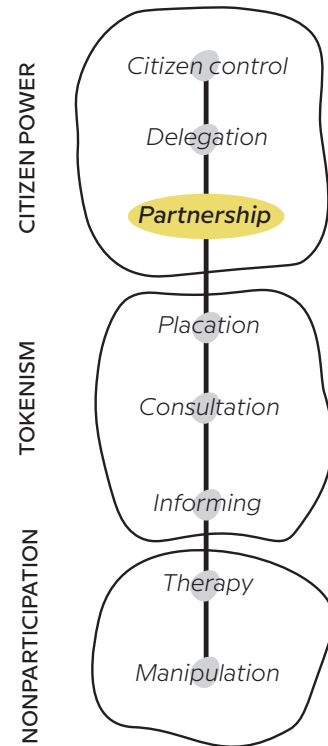 CITIZEN POWER
Citizen control
Delegation
Partnership
TOKENISM
Placation
Consultation
Informing
NONPARTICIPATION
Therapy
Manipulation